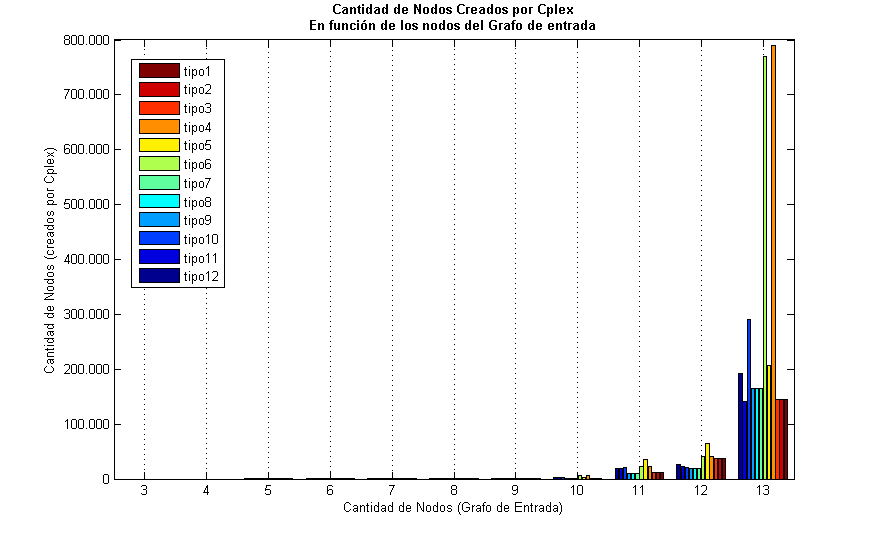 Cantidad de Nodos Creados por Cplex
En función de los nodos del Grafo de entrada
800.000
700.000
600.000
500.000
400.000
300.000
200.000
100.000
0
Cantidad de Nodos (creados por Cplex)
tipo1
tipo2
tipo3
tipo4
tipo5
tipo6
tipo7
tipo8
tipo9
tipo10
tipo11
tipo12
3 4 5 6 7 8 9 10 11 12 13
Cantidad de Nodos (Grafo de Entrada)